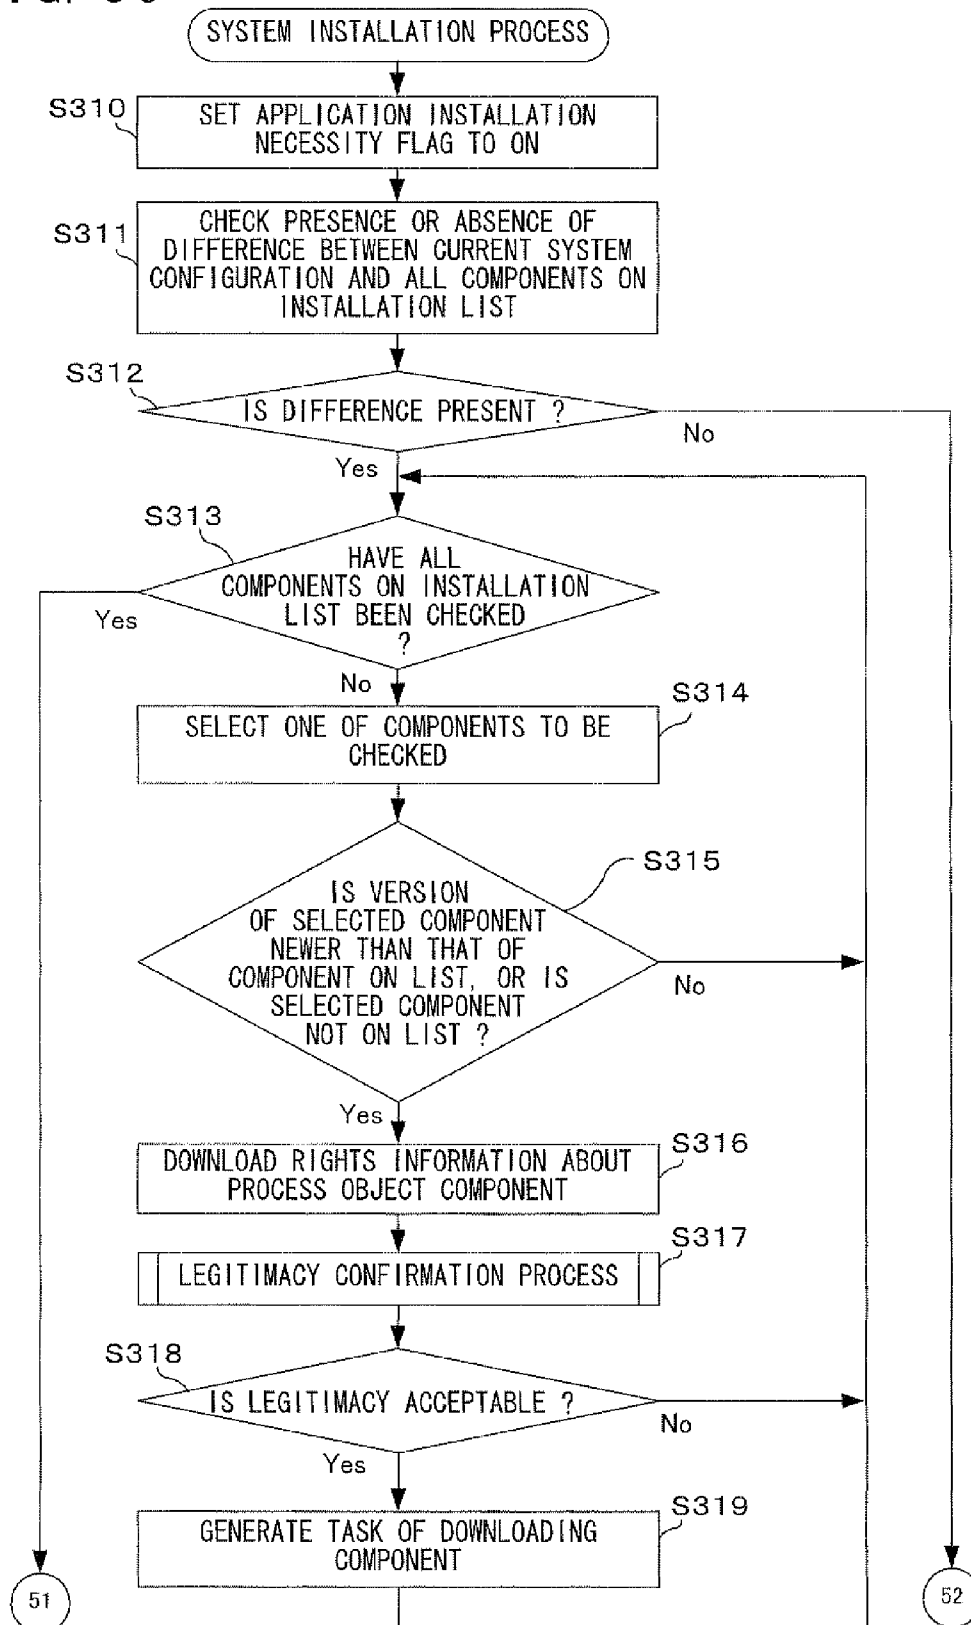 SYSTEM INSTALLATION PROCESS
S310
SET APPLICATION INSTALLATION
NECESSITY FLAG TO ON
S311
CHECK PRESENCE OR ABSENCE OF
DIFFERENCE BETWEEN CURRENT SYSTEM
CONFIGURATION AND ALL COMPONENTS ON
INSTALLATION LIST
S312
IS DIFFERENCE PRESENT ?
No
Yes
S313
HAVE ALL
COMPONENTS ON INSTALLATION
LIST BEEN CHECKED
?
Yes
No
S314
SELECT ONE OF COMPONENTS TO BE
CHECKED
S315
IS VERSION
OF SELECTED COMPONENT
NEWER THAN THAT OF
COMPONENT ON LIST, OR IS
SELECTED COMPONENT
NOT ON LIST ?
No
Yes
S316
DOWNLOAD RIGHTS INFORMATION ABOUT
PROCESS OBJECT COMPONENT
S317
LEGITIMACY CONFIRMATION PROCESS
S318
IS LEGITIMACY ACCEPTABLE ?
No
Yes
S319
GENERATE TASK OF DOWNLOADING
COMPONENT
51
52